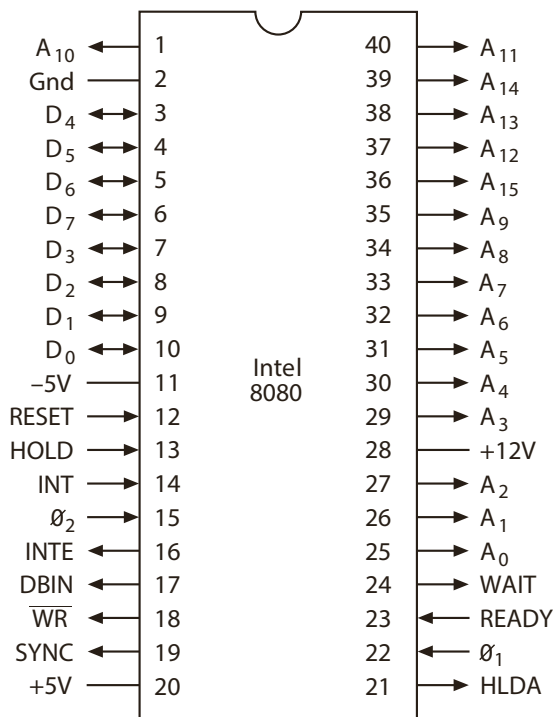 A10 1 40 A11
Gnd 2 39 A14
D4 3 38 A13
D5 4 37 A12
D6 5 36 A15
D7 6 35 A9
D3 7 34 A8
D2 8 33 A7
D1 9 32 A6
D0 10 31 A5
Intel
8080
–5V 11 30 A4
RESET 12 29 A3
HOLD 13 28 +12V
INT 14 27 A2
Ø2 15 26 A1
INTE 16 25 A0
DBIN 17 24 WAIT
W̅R̅ 18 23 READY
SYNC 19 22 Ø1
+5V 20 21 HLDA